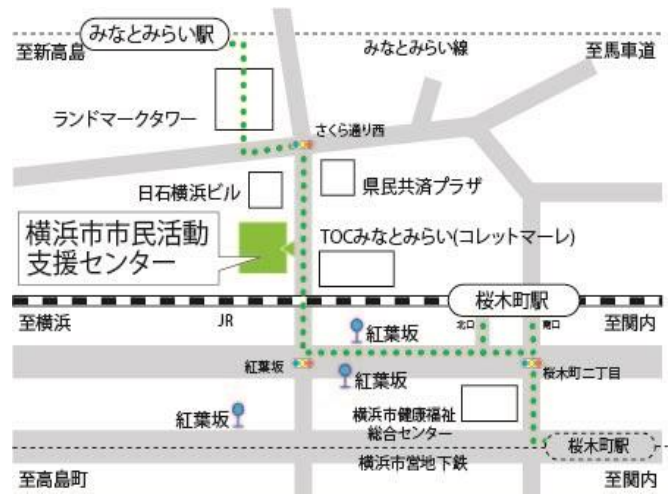 みなとみらい駅
至新高島
みなとみらい線
至馬車道
ランドマークタワー
さくら通り西
日石横浜ビル
県民共済プラザ
横浜市市民活動
支援センター
TOCみなとみらい(コレットマーレ)
桜木町駅
至横浜
JR
北口
南口
至関内
紅葉坂
紅葉坂
紅葉坂
桜木町二丁目
紅葉坂
横浜市健康福祉
総合センター
桜木町駅
横浜市営地下鉄
至高島町
至関内